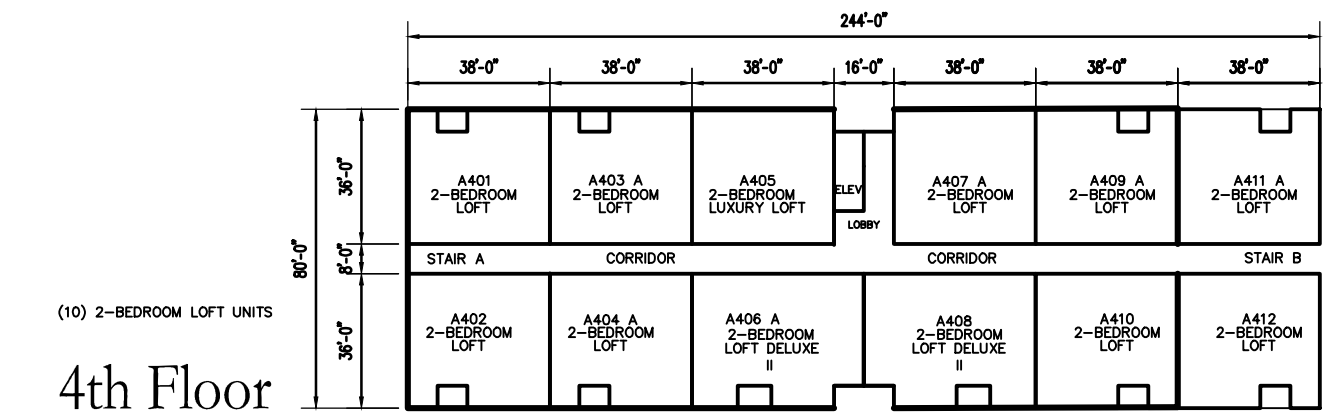 244'-0"
38'-0" 38'-0" 38'-0" 16'-0" 38'-0" 38'-0" 38'-0"
80'-0"
36'-0"
8'-0"
36'-0"
A401
2-BEDROOM
LOFT
A403 A
2-BEDROOM
LOFT
A405
2-BEDROOM
LUXURY LOFT
ELEV
LOBBY
A407 A
2-BEDROOM
LOFT
A409 A
2-BEDROOM
LOFT
A411 A
2-BEDROOM
LOFT
STAIR A CORRIDOR CORRIDOR STAIR B
A402
2-BEDROOM
LOFT
A404 A
2-BEDROOM
LOFT
A406 A
2-BEDROOM
LOFT DELUXE
II
A408
2-BEDROOM
LOFT DELUXE
II
A410
2-BEDROOM
LOFT
A412
2-BEDROOM
LOFT
(10) 2-BEDROOM LOFT UNITS
4th Floor